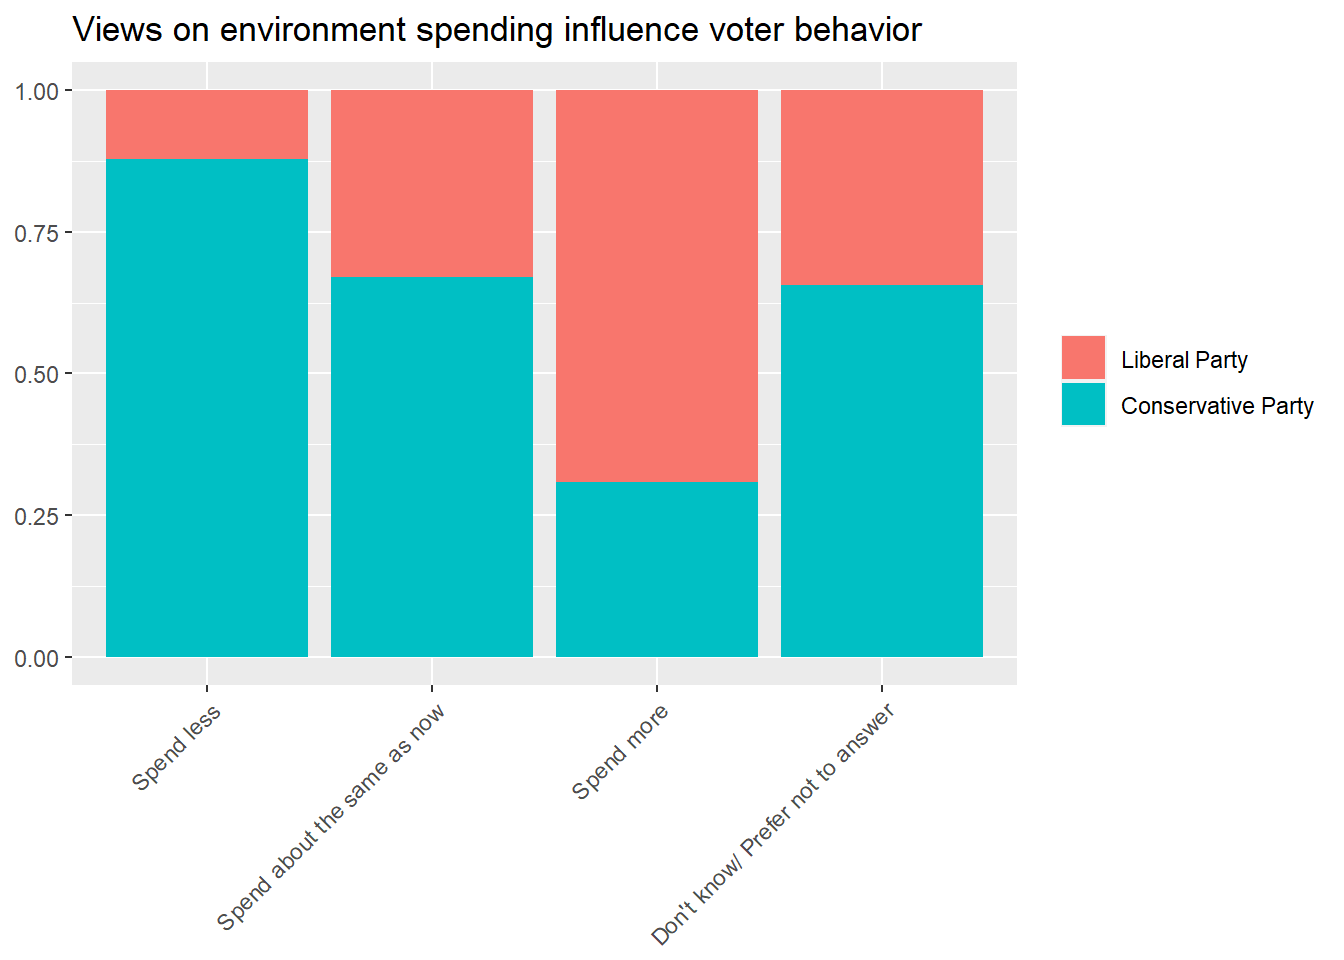 Views on environment spending influence voter behavior
1.00
0.75
0.50
0.25
0.00
Spend less
Spend about the same as now
Spend more
Don't know/ Prefer not to answer
Liberal Party
Conservative Party